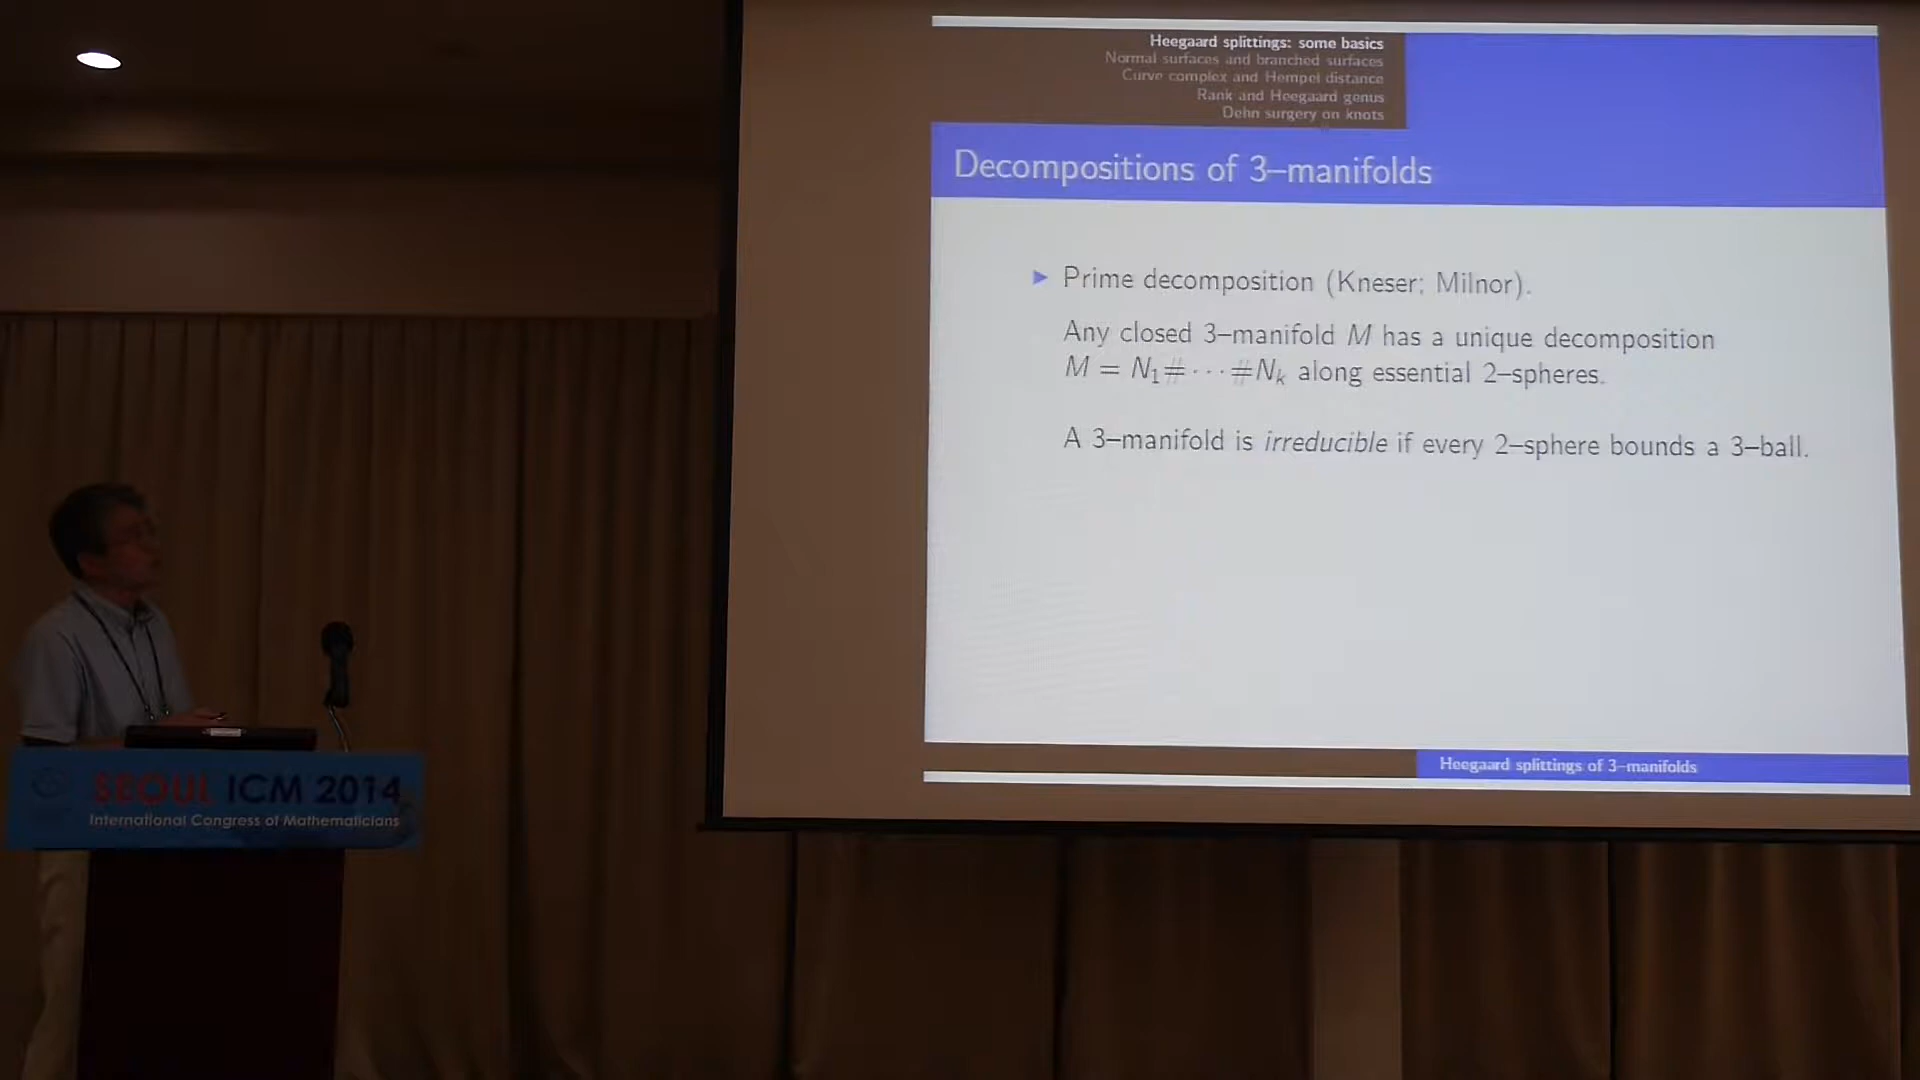 Heegaard splittings: some basics
Normal surfaces and branched surfaces
Curve complex and Hempel distance
Rank and Heegaard genus
Dehn surgery on knots
Decompositions of 3–manifolds
▶ Prime decomposition (Kneser; Milnor).
Any closed 3–manifold M has a unique decomposition
M = N₁# · · · #Nₖ along essential 2–spheres.
A 3–manifold is irreducible if every 2–sphere bounds a 3–ball.
Heegaard splittings of 3–manifolds
SEOUL ICM 2014
International Congress of Mathematicians